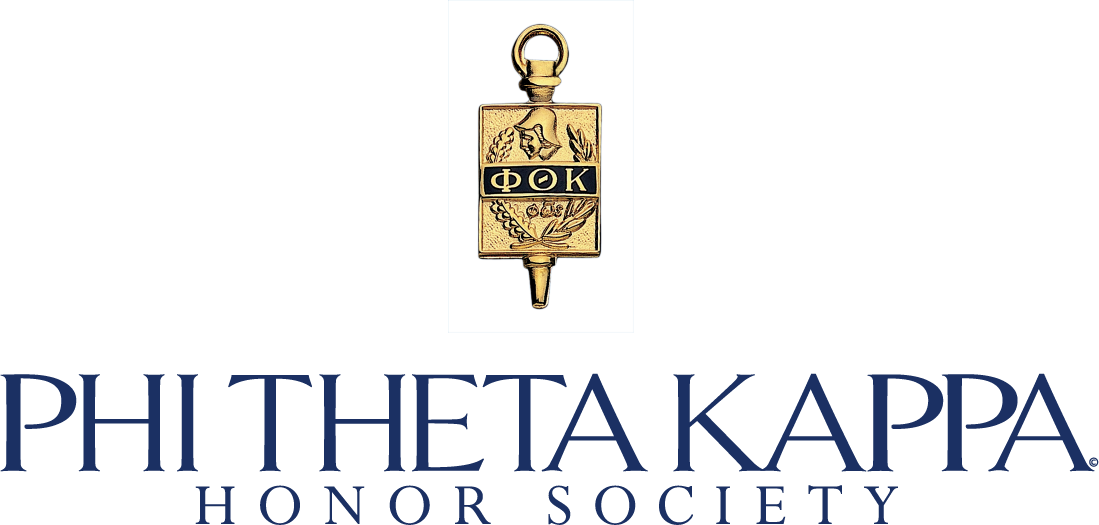 ΦΘΚ
PHI THETA KAPPA©
HONOR SOCIETY